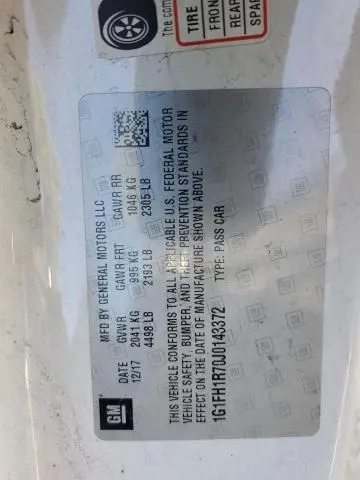 The com
TIRE
FRON
REAR
SPAR
MFD BY GENERAL MOTORS LLC
DATE GVWR GAWR FRT GAWR RR
12/17 2041 KG 995 KG 1046 KG
4498 LB 2193 LB 2305 LB
THIS VEHICLE CONFORMS TO ALL APPLICABLE U.S. FEDERAL MOTOR
VEHICLE SAFETY, BUMPER, AND THEFT PREVENTION STANDARDS IN
EFFECT ON THE DATE OF MANUFACTURE SHOWN ABOVE.
1G1FH1R70J0143372 TYPE: PASS CAR
GM